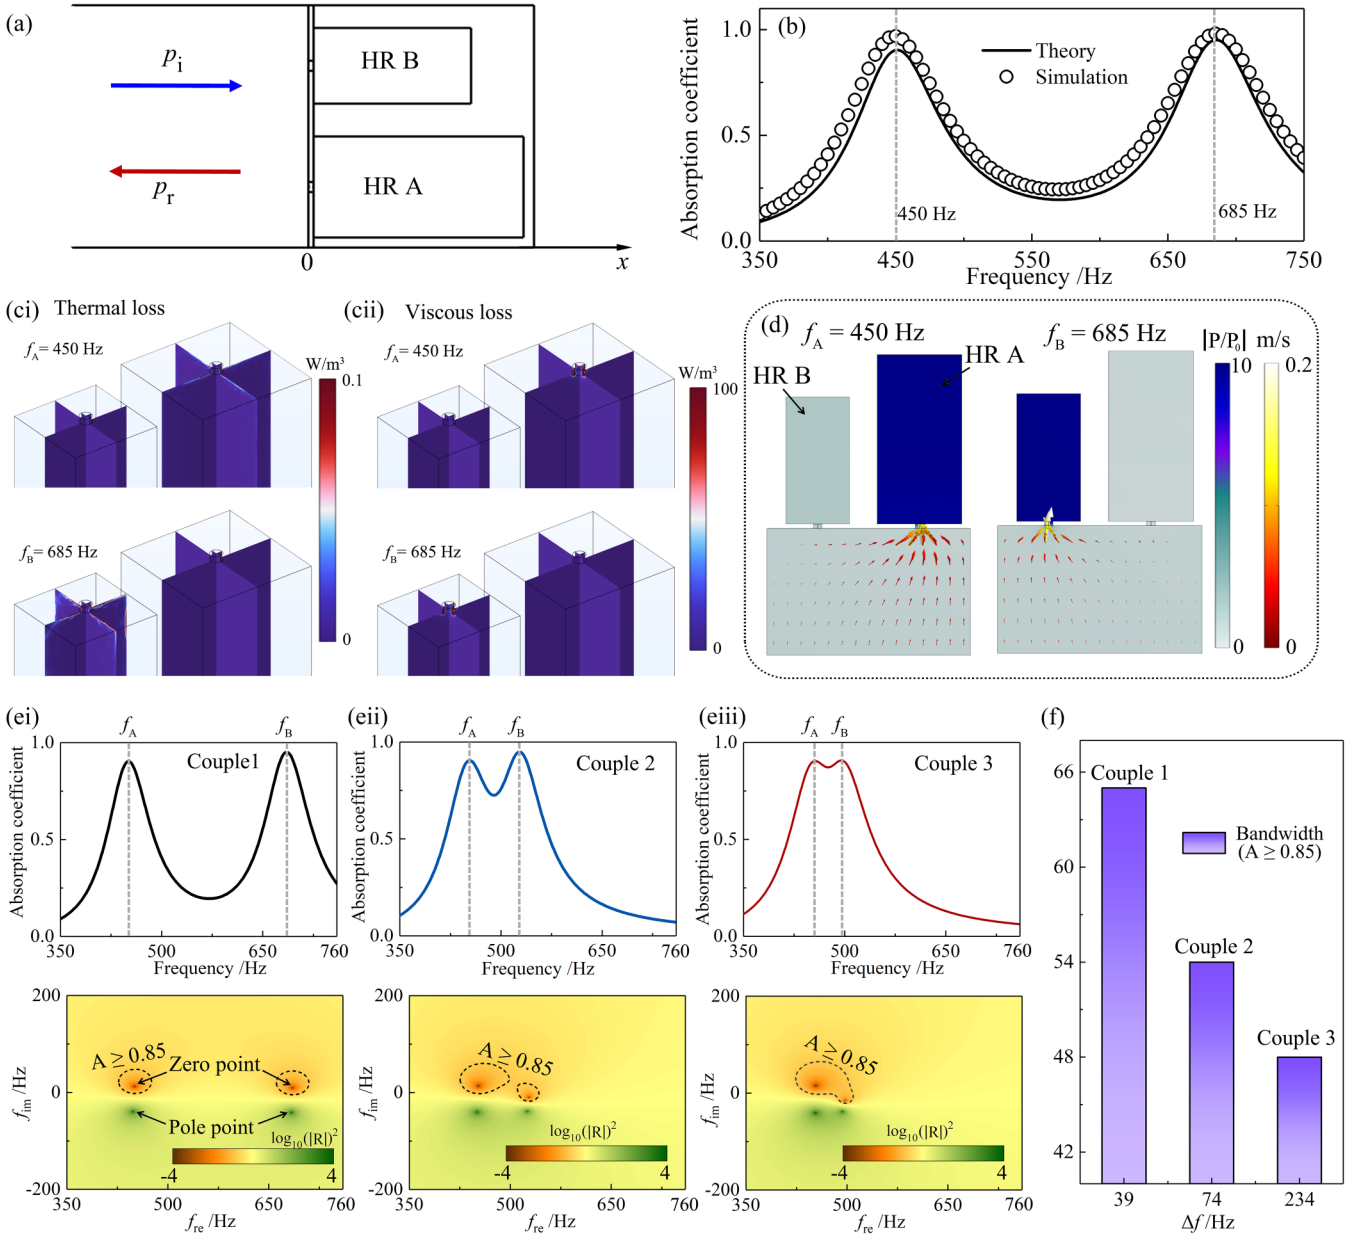 (a)
HR B
p_i
HR A
p_r
0
x
(b)
Absorption coefficient
1.0
0.5
0.0
Theory
Simulation
450 Hz
685 Hz
350
450
550
650
750
Frequency /Hz
(ci)
Thermal loss
f_A = 450 Hz
W/m³
0.1
0
f_B = 685 Hz
(cii)
Viscous loss
f_A = 450 Hz
W/m³
100
0
f_B = 685 Hz
(d)
f_A = 450 Hz
f_B = 685 Hz
|P/P_0|
m/s
HR B
HR A
10
0.2
0
0
(ei)
f_A
f_B
Absorption coefficient
1.0
0.5
0.0
Couple1
350
500
650
760
Frequency /Hz
(eii)
f_A
f_B
Absorption coefficient
1.0
0.5
0.0
Couple 2
350
500
650
760
Frequency /Hz
(eiii)
f_A
f_B
Absorption coefficient
1.0
0.5
0.0
Couple 3
350
500
650
760
Frequency /Hz
f_im /Hz
200
0
-200
A ≥ 0.85
Zero point
Pole point
log₁₀(|R|)²
-4
4
350
500
650
760
f_re /Hz
f_im /Hz
200
0
-200
A ≥ 0.85
log₁₀(|R|)²
-4
4
350
500
650
760
f_re /Hz
f_im /Hz
200
0
-200
A ≥ 0.85
log₁₀(|R|)²
-4
4
350
500
650
760
f_re /Hz
(f)
66
60
54
48
42
Couple 1
Couple 2
Couple 3
Bandwidth
(A ≥ 0.85)
39
74
234
Δf /Hz